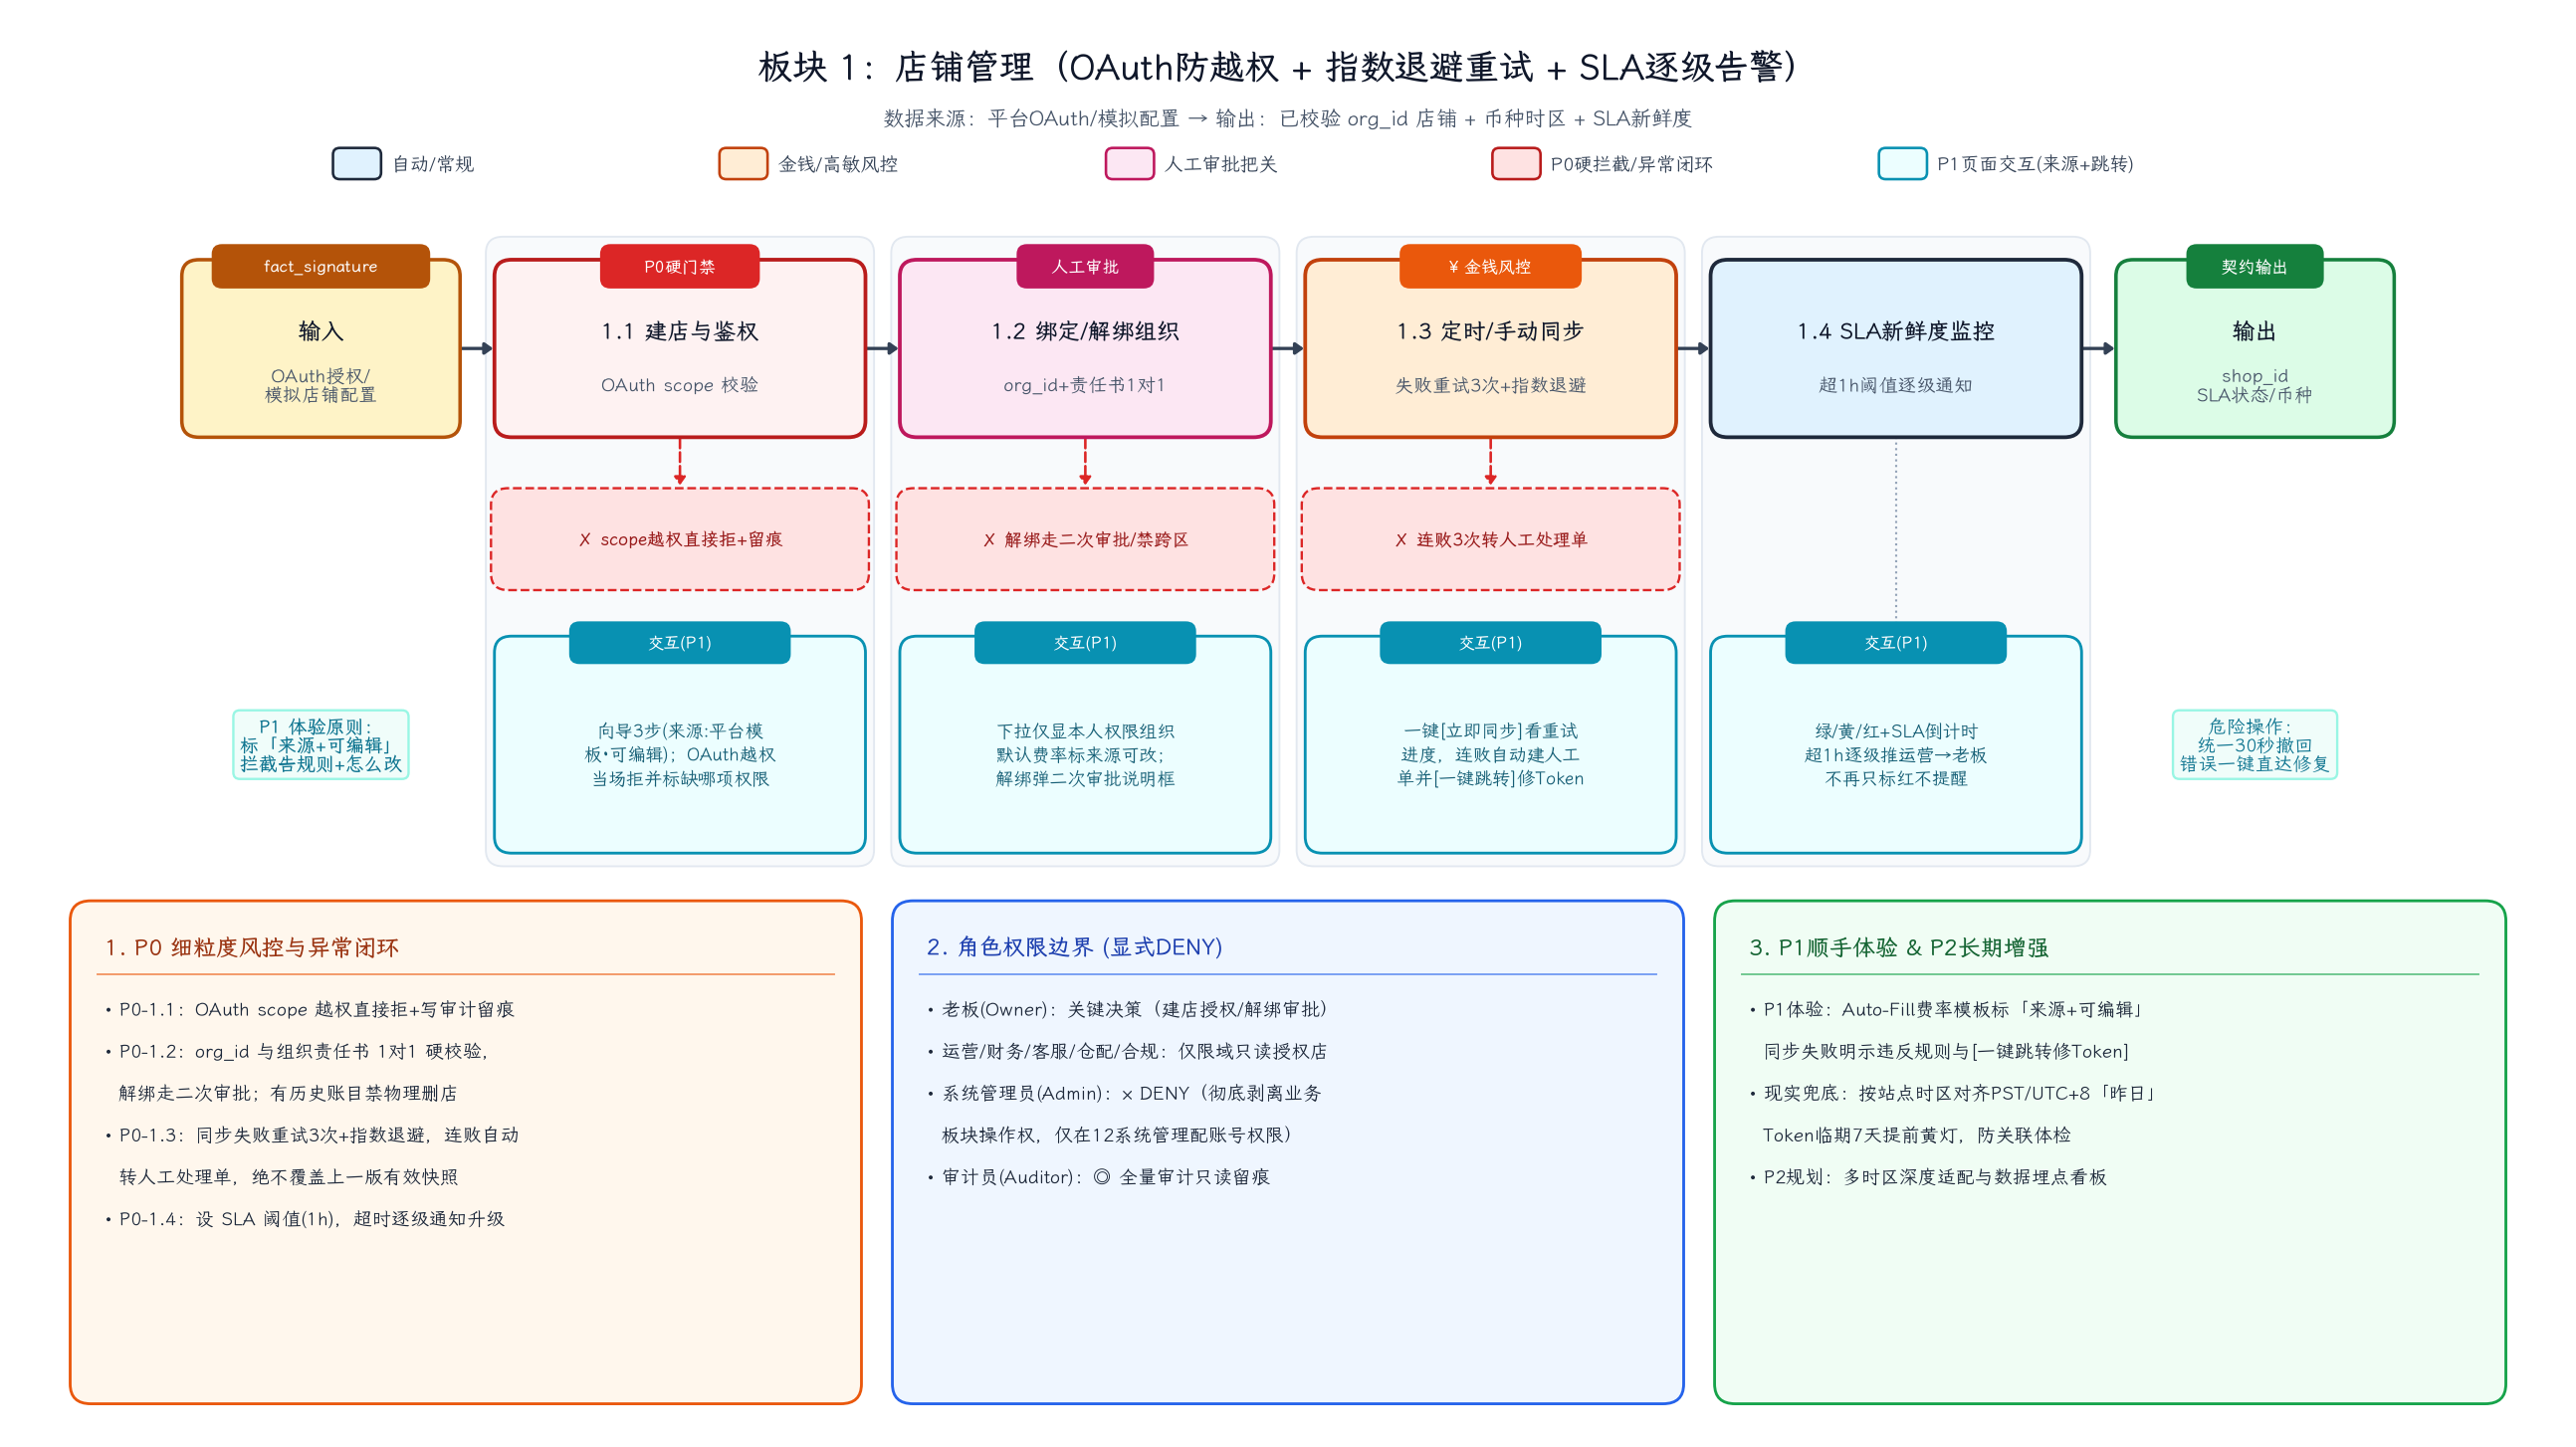 板块 1：店铺管理（OAuth防越权 + 指数退避重试 + SLA逐级告警）
数据来源：平台OAuth/模拟配置 → 输出：已校验 org_id 店铺 + 币种时区 + SLA新鲜度
自动/常规
金钱/高敏风控
人工审批把关
P0硬拦截/异常闭环
P1页面交互(来源+跳转)
fact_signature
输入
OAuth授权/
模拟店铺配置
P0硬门禁
1.1 建店与鉴权
OAuth scope 校验
人工审批
1.2 绑定/解绑组织
org_id+责任书1对1
¥ 金钱风控
1.3 定时/手动同步
失败重试3次+指数退避
1.4 SLA新鲜度监控
超1h阈值逐级通知
契约输出
输出
shop_id
SLA状态/币种
X scope越权直接拒+留痕
X 解绑走二次审批/禁跨区
X 连败3次转人工处理单
P1 体验原则：
标「来源+可编辑」
拦截告规则+怎么改
交互(P1)
向导3步(来源:平台模
板·可编辑)；OAuth越权
当场拒并标缺哪项权限
交互(P1)
下拉仅显本人权限组织
默认费率标来源可改；
解绑弹二次审批说明框
交互(P1)
一键[立即同步]看重试
进度，连败自动建人工
单并[一键跳转]修Token
交互(P1)
绿/黄/红+SLA倒计时
超1h逐级推运营→老板
不再只标红不提醒
危险操作：
统一30秒撤回
错误一键直达修复
1. P0 细粒度风控与异常闭环
• P0-1.1：OAuth scope 越权直接拒+写审计留痕
• P0-1.2：org_id 与组织责任书 1对1 硬校验，
解绑走二次审批；有历史账目禁物理删店
• P0-1.3：同步失败重试3次+指数退避，连败自动
转人工处理单，绝不覆盖上一版有效快照
• P0-1.4：设 SLA 阈值(1h)，超时逐级通知升级
2. 角色权限边界 (显式DENY)
• 老板(Owner)：关键决策（建店授权/解绑审批）
• 运营/财务/客服/仓配/合规：仅限域只读授权店
• 系统管理员(Admin)：× DENY（彻底剥离业务
板块操作权，仅在12系统管理配账号权限）
• 审计员(Auditor)：◎ 全量审计只读留痕
3. P1顺手体验 & P2长期增强
• P1体验：Auto-Fill费率模板标「来源+可编辑」
同步失败明示违反规则与[一键跳转修Token]
• 现实兜底：按站点时区对齐PST/UTC+8「昨日」
Token临期7天提前黄灯，防关联体检
• P2规划：多时区深度适配与数据埋点看板